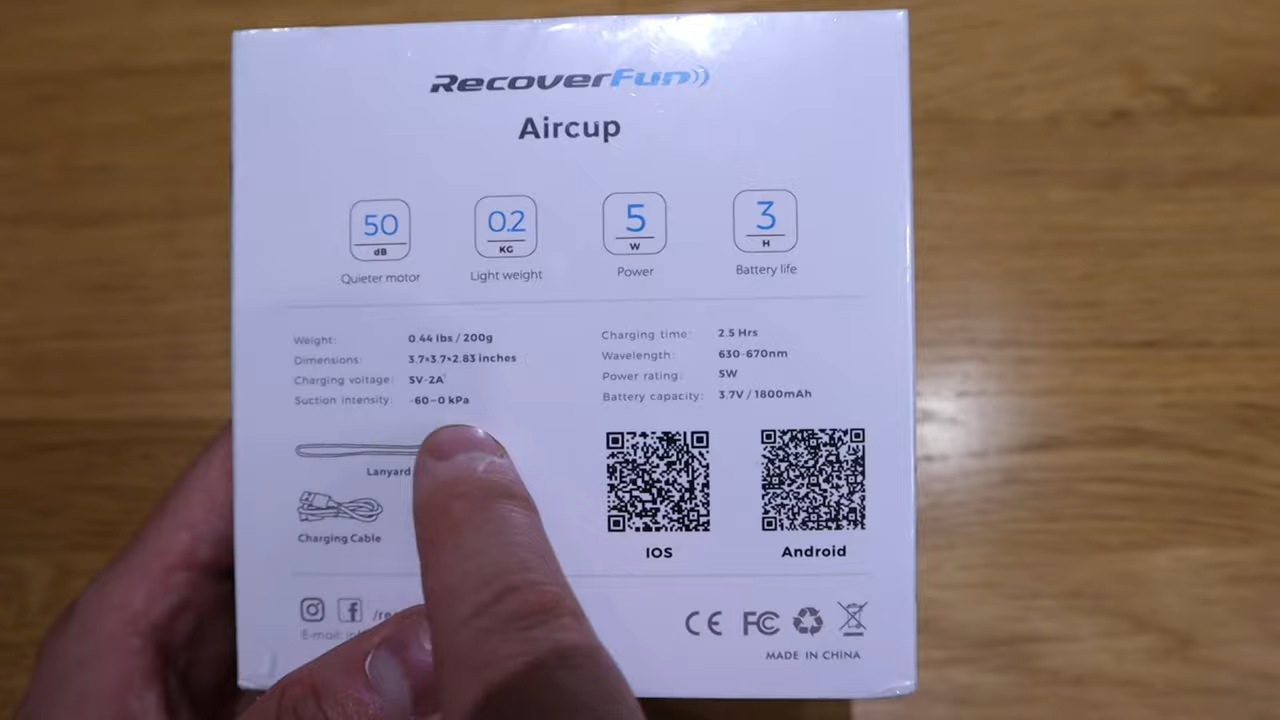 RecoverFun
Aircup
50 dB
Quieter motor
0.2 KG
Light weight
5 W
Power
3 H
Battery life
Weight: 0.44 lbs / 200g
Dimensions: 3.7×3.7×2.83 inches
Charging voltage: 5V-2A
Suction intensity: -60~0 kPa
Charging time: 2.5 Hrs
Wavelength: 630-670nm
Power rating: 5W
Battery capacity: 3.7V / 1800mAh
Lanyard
Charging Cable
IOS
Android
E-mail:
CE FC
MADE IN CHINA